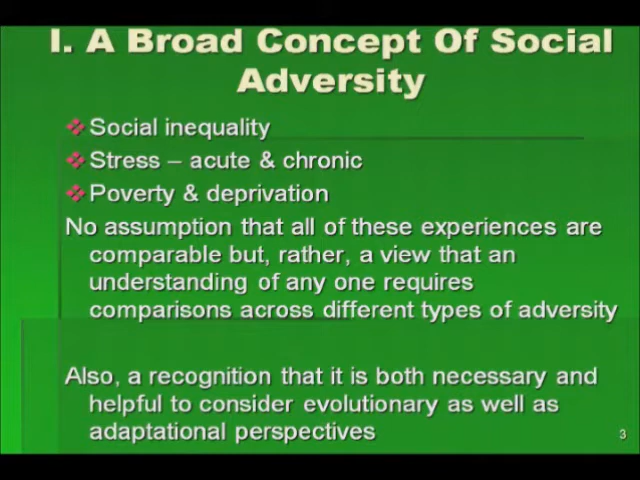 I. A Broad Concept Of Social
Adversity
Social inequality
Stress – acute & chronic
Poverty & deprivation
No assumption that all of these experiences are
comparable but, rather, a view that an
understanding of any one requires
comparisons across different types of adversity
Also, a recognition that it is both necessary and
helpful to consider evolutionary as well as
adaptational perspectives
3